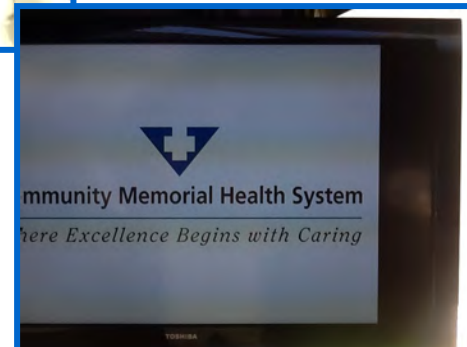 mmunity Memorial Health System
here Excellence Begins with Caring
TOSHIBA